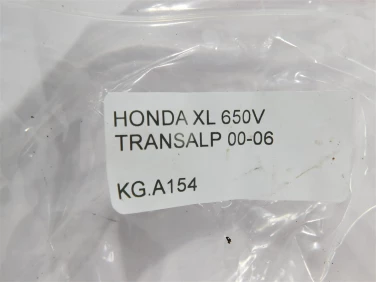 HONDA XL 650V
TRANSALP 00-06
KG.A154